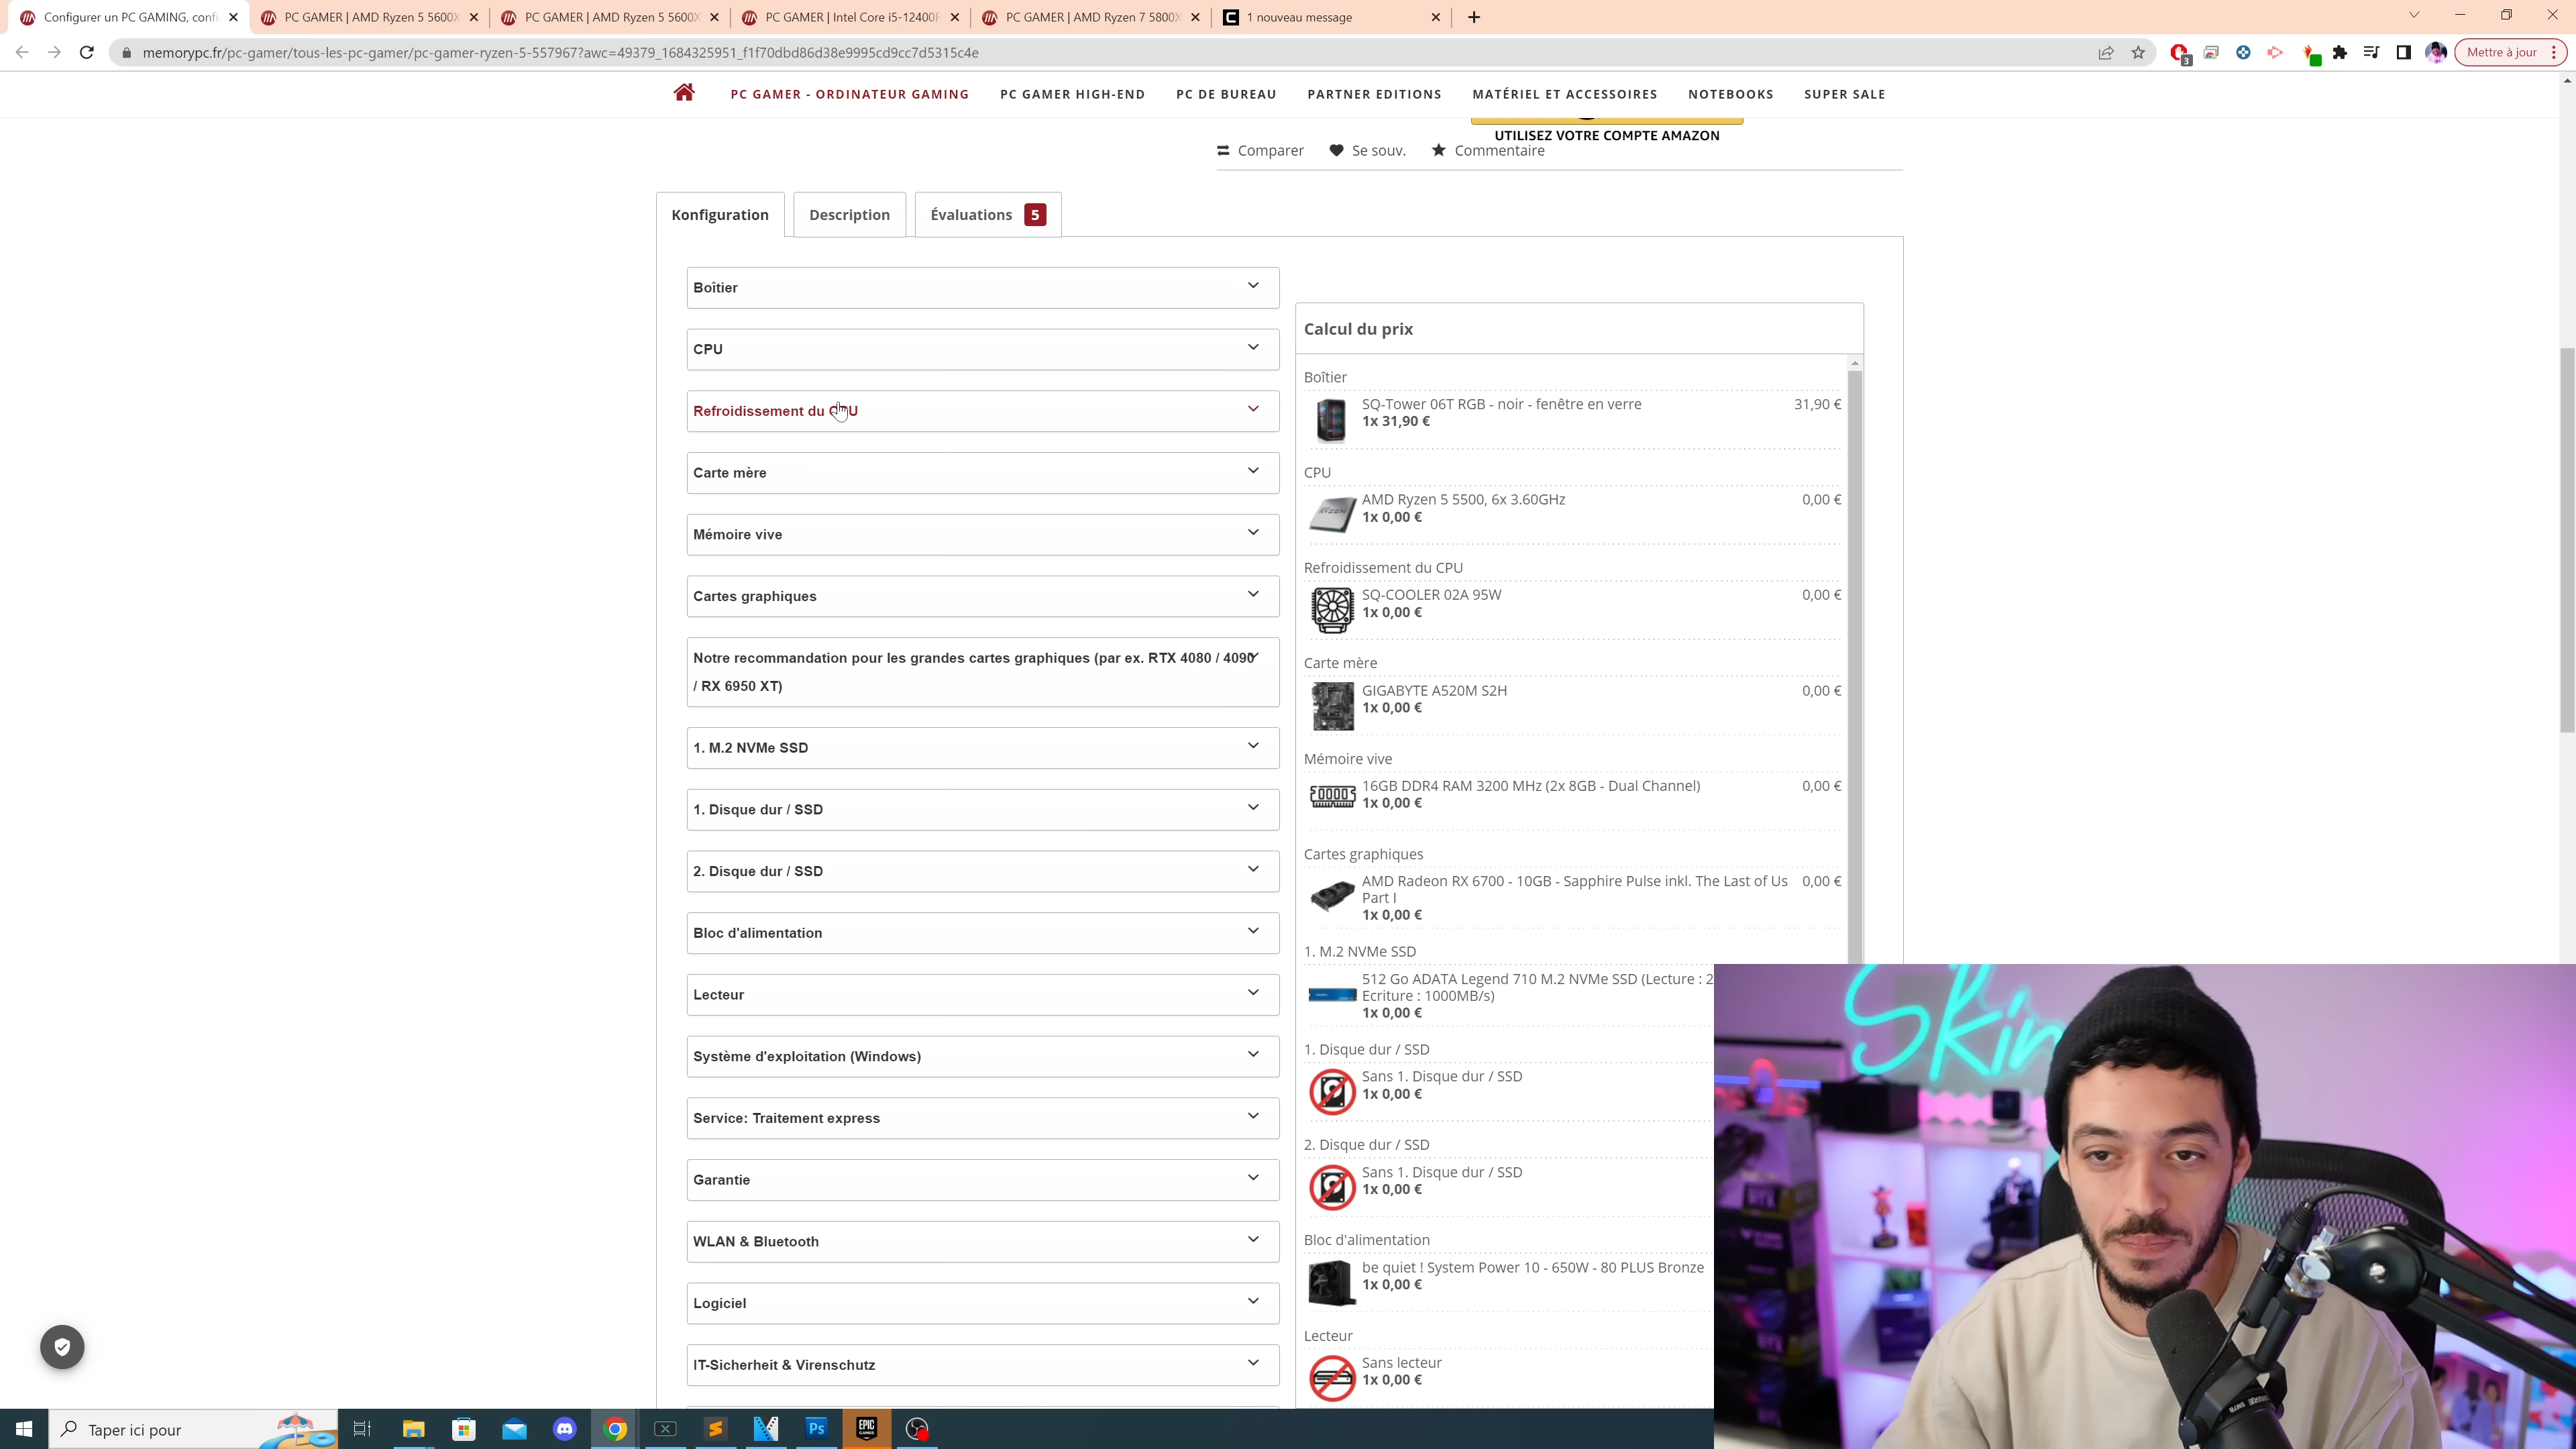 Configurer un PC GAMING, confi
PC GAMER | AMD Ryzen 5 5600X
PC GAMER | AMD Ryzen 5 5600X
PC GAMER | Intel Core i5-12400F
PC GAMER | AMD Ryzen 7 5800X
1 nouveau message
memorypc.fr/pc-gamer/tous-les-pc-gamer/pc-gamer-ryzen-5-557967?awc=49379_1684325951_f1f70dbd86d38e9995cd9cc7d5315c4e
3
Mettre à jour
PC GAMER - ORDINATEUR GAMING
PC GAMER HIGH-END
PC DE BUREAU
PARTNER EDITIONS
MATÉRIEL ET ACCESSOIRES
NOTEBOOKS
SUPER SALE
UTILISEZ VOTRE COMPTE AMAZON
Comparer
Se souv.
Commentaire
Konfiguration
Description
Évaluations 5
Boîtier
CPU
Refroidissement du CPU
Carte mère
Mémoire vive
Cartes graphiques
Notre recommandation pour les grandes cartes graphiques (par ex. RTX 4080 / 4090
/ RX 6950 XT)
1. M.2 NVMe SSD
1. Disque dur / SSD
2. Disque dur / SSD
Bloc d'alimentation
Lecteur
Système d'exploitation (Windows)
Service: Traitement express
Garantie
WLAN & Bluetooth
Logiciel
IT-Sicherheit & Virenschutz
Calcul du prix
Boîtier
SQ-Tower 06T RGB - noir - fenêtre en verre 31,90 €
1x 31,90 €
CPU
AMD Ryzen 5 5500, 6x 3.60GHz 0,00 €
1x 0,00 €
Refroidissement du CPU
SQ-COOLER 02A 95W 0,00 €
1x 0,00 €
Carte mère
GIGABYTE A520M S2H 0,00 €
1x 0,00 €
Mémoire vive
16GB DDR4 RAM 3200 MHz (2x 8GB - Dual Channel) 0,00 €
1x 0,00 €
Cartes graphiques
AMD Radeon RX 6700 - 10GB - Sapphire Pulse inkl. The Last of Us 0,00 €
Part I
1x 0,00 €
1. M.2 NVMe SSD
512 Go ADATA Legend 710 M.2 NVMe SSD (Lecture : 2
Ecriture : 1000MB/s)
1x 0,00 €
1. Disque dur / SSD
Sans 1. Disque dur / SSD
1x 0,00 €
2. Disque dur / SSD
Sans 1. Disque dur / SSD
1x 0,00 €
Bloc d'alimentation
be quiet ! System Power 10 - 650W - 80 PLUS Bronze
1x 0,00 €
Lecteur
Sans lecteur
1x 0,00 €
Skin
Taper ici pour
Ps
EPIC
GAMES